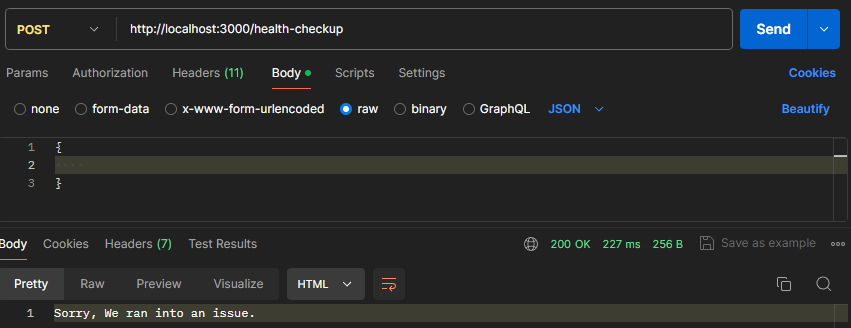 POST http://localhost:3000/health-checkup Send
Params Authorization Headers (11) Body Scripts Settings Cookies
none form-data x-www-form-urlencoded raw binary GraphQL JSON Beautify
1 {
2
3 }
Body Cookies Headers (7) Test Results 200 OK 227 ms 256 B Save as example
Pretty Raw Preview Visualize HTML
1 Sorry, We ran into an issue.